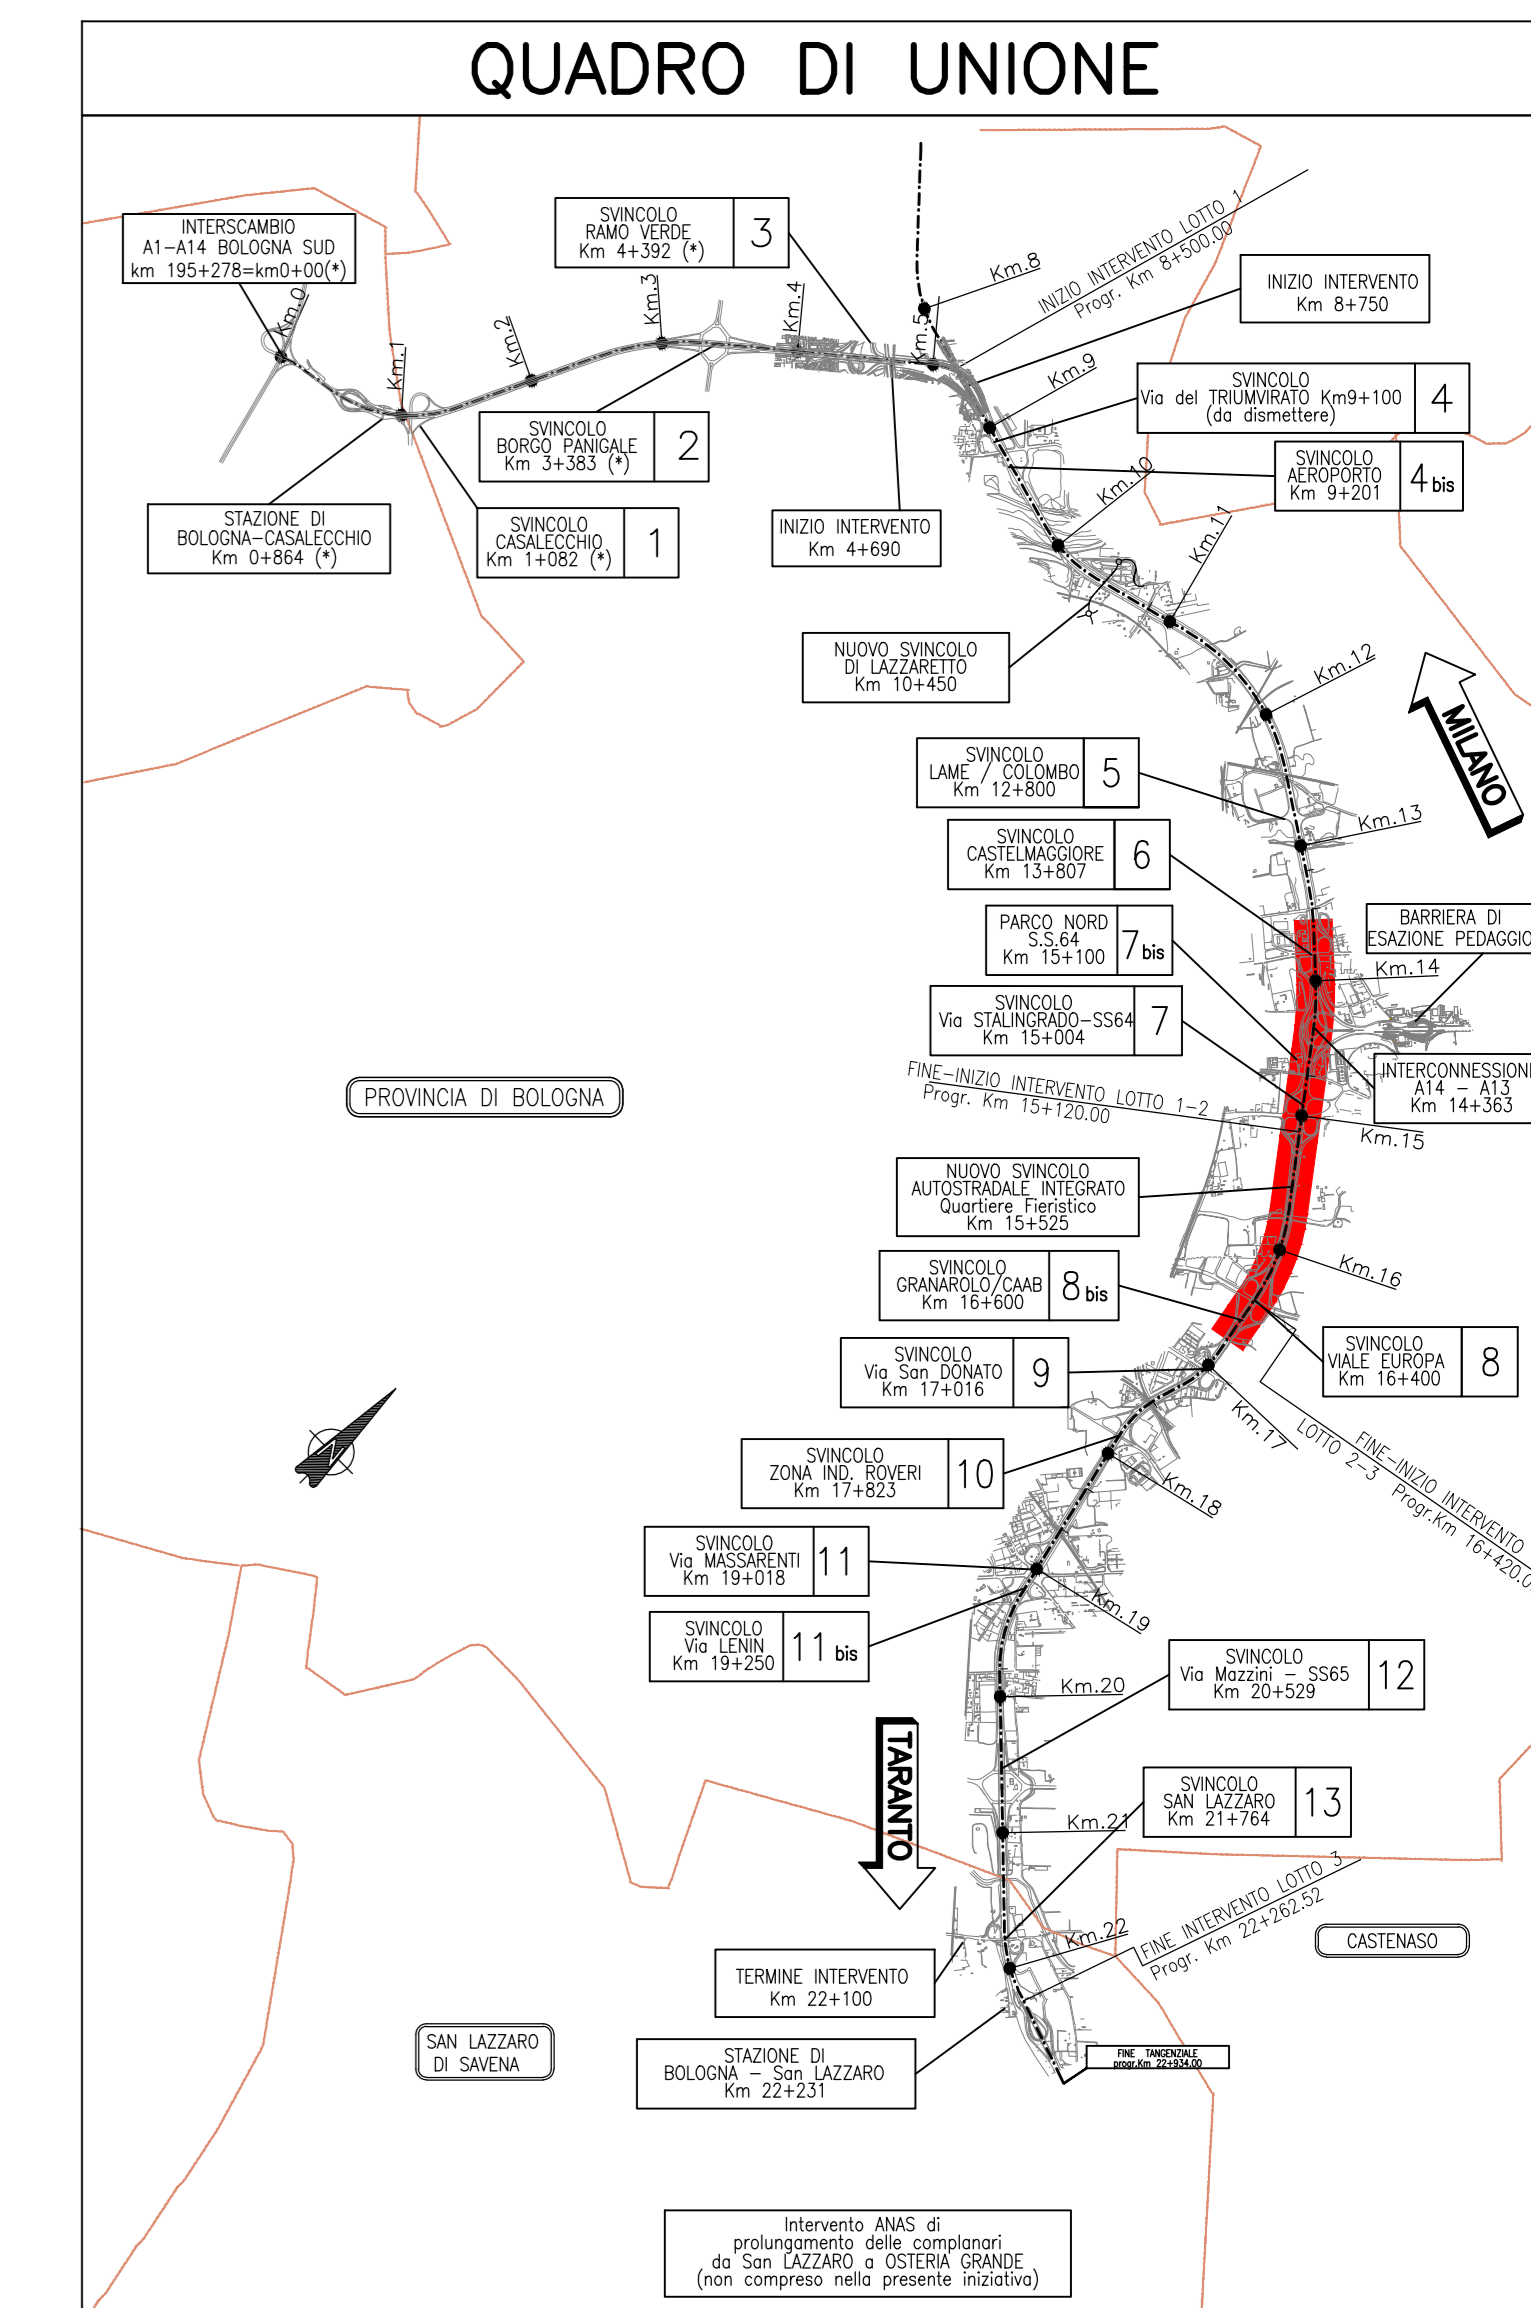 QUADRO DI UNIONE
INTERSCAMBIO
A1-A14 BOLOGNA SUD
km 195+278=km0+00(*)
SVINCOLO
RAMO VERDE
Km 4+392 (*)
3
INIZIO INTERVENTO LOTTO 1
Progr. Km 8+500.00
INIZIO INTERVENTO
Km 8+750
Km.0
Km.1
Km.2
Km.3
Km.4
Km.5
Km.8
Km.9
SVINCOLO
Via del TRIUMVIRATO Km9+100
(da dismettere)
4
SVINCOLO
BORGO PANIGALE
Km 3+383 (*)
2
SVINCOLO
AEROPORTO
Km 9+201
4 bis
Km.10
STAZIONE DI
BOLOGNA-CASALECCHIO
Km 0+864 (*)
SVINCOLO
CASALECCHIO
Km 1+082 (*)
1
INIZIO INTERVENTO
Km 4+690
Km.11
NUOVO SVINCOLO
DI LAZZARETTO
Km 10+450
Km.12
MILANO
SVINCOLO
LAME / COLOMBO
Km 12+800
5
Km.13
SVINCOLO
CASTELMAGGIORE
Km 13+807
6
PARCO NORD
S.S.64
Km 15+100
7 bis
BARRIERA DI
ESAZIONE PEDAGGIO
Km.14
SVINCOLO
Via STALINGRADO-SS64
Km 15+004
7
FINE-INIZIO INTERVENTO LOTTO 1-2
Progr. Km 15+120.00
INTERCONNESSIONE
A14 - A13
Km 14+363
PROVINCIA DI BOLOGNA
Km.15
NUOVO SVINCOLO
AUTOSTRADALE INTEGRATO
Quartiere Fieristico
Km 15+525
SVINCOLO
GRANAROLO/CAAB
Km 16+600
8 bis
Km.16
SVINCOLO
Via San DONATO
Km 17+016
9
SVINCOLO
VIALE EUROPA
Km 16+400
8
Km.17
FINE-INIZIO INTERVENTO
LOTTO 2-3 Progr.Km 16+420.0
SVINCOLO
ZONA IND. ROVERI
Km 17+823
10
Km.18
SVINCOLO
Via MASSARENTI
Km 19+018
11
Km.19
SVINCOLO
Via LENIN
Km 19+250
11 bis
SVINCOLO
Via Mazzini - SS65
Km 20+529
12
Km.20
TARANTO
SVINCOLO
SAN LAZZARO
Km 21+764
13
Km.21
FINE INTERVENTO LOTTO 3
Progr. Km 22+262.52
Km.22
CASTENASO
TERMINE INTERVENTO
Km 22+100
SAN LAZZARO
DI SAVENA
STAZIONE DI
BOLOGNA - San LAZZARO
Km 22+231
FINE TANGENZIALE
progr.Km 22+934.00
Intervento ANAS di
prolungamento delle complanari
da San LAZZARO a OSTERIA GRANDE
(non compreso nella presente iniziativa)